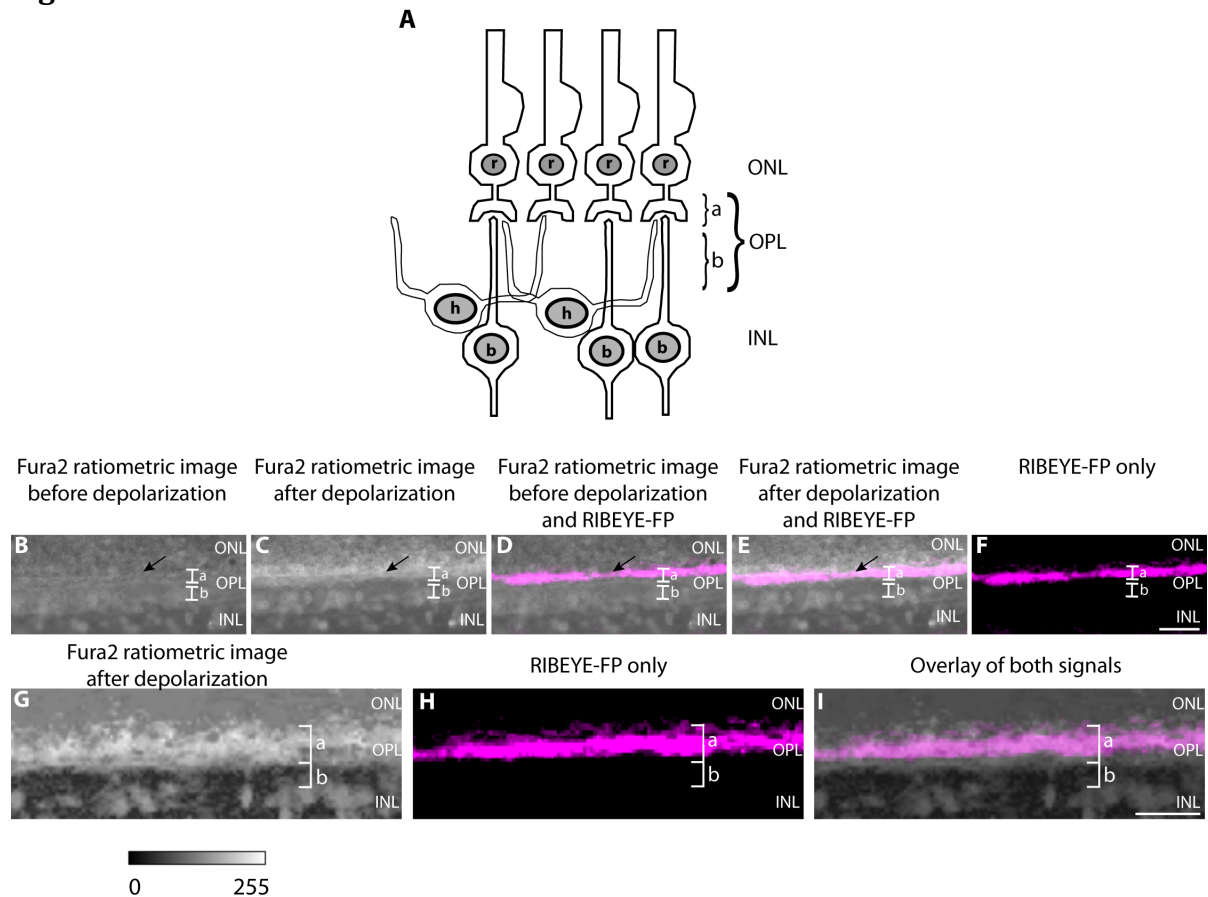 A
r r r r
ONL
a
OPL
b
h h
INL
b b b
Fura2 ratiometric image
before depolarization
Fura2 ratiometric image
after depolarization
Fura2 ratiometric image
before depolarization
and RIBEYE-FP
Fura2 ratiometric image
after depolarization
and RIBEYE-FP
RIBEYE-FP only
B
ONL
a
OPL
b
INL
C
ONL
a
OPL
b
INL
D
ONL
a
OPL
b
INL
E
ONL
a
OPL
b
INL
F
ONL
a
OPL
b
INL
Fura2 ratiometric image
after depolarization
RIBEYE-FP only
Overlay of both signals
G
ONL
a
OPL
b
INL
H
ONL
a
OPL
b
INL
I
ONL
a
OPL
b
INL
0 255